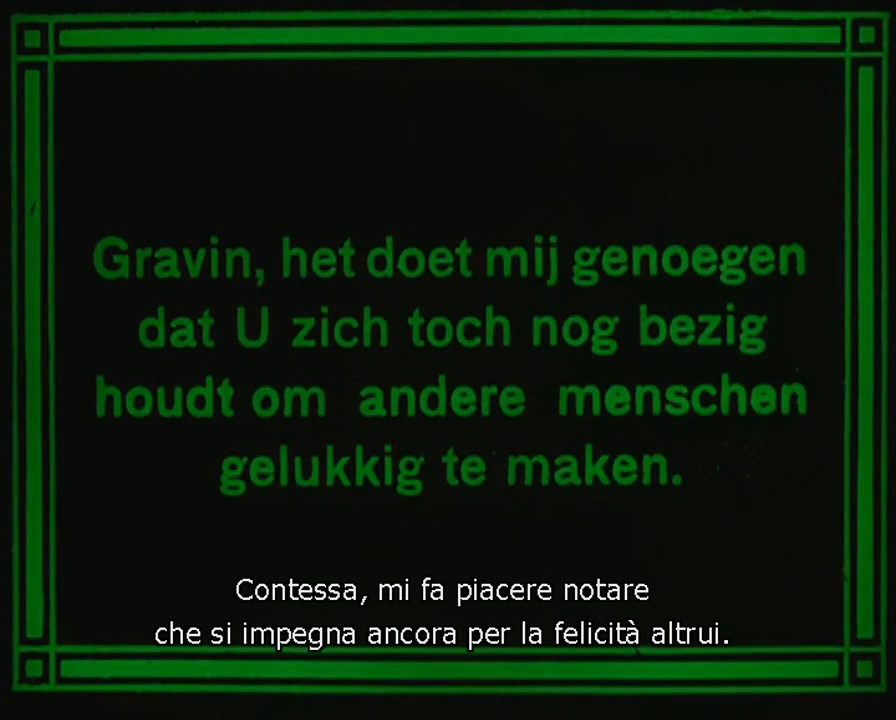 Gravin, het doet mij genoegen
dat U zich toch nog bezig
houdt om andere menschen
gelukkig te maken.
Contessa, mi fa piacere notare
che si impegna ancora per la felicità altrui.